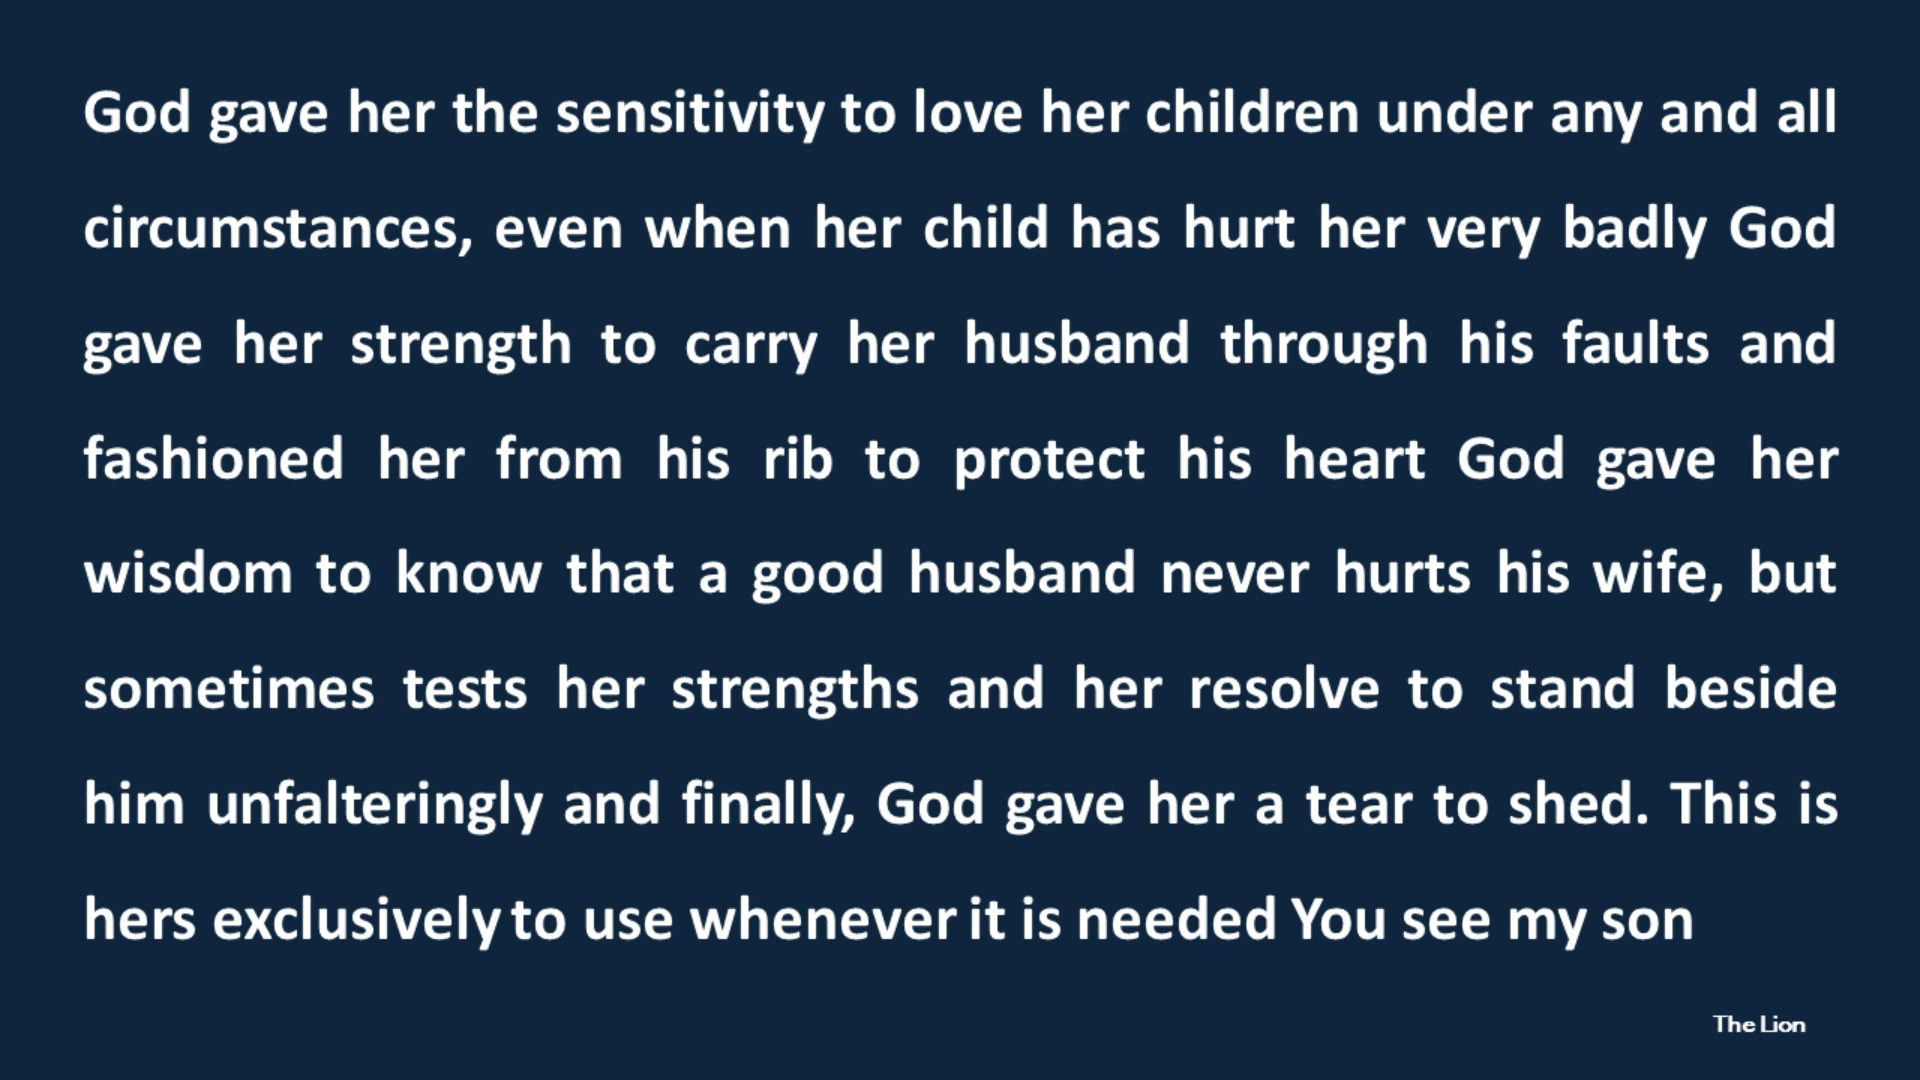 God gave her the sensitivity to love her children under any and all
circumstances, even when her child has hurt her very badly God
gave her strength to carry her husband through his faults and
fashioned her from his rib to protect his heart God gave her
wisdom to know that a good husband never hurts his wife, but
sometimes tests her strengths and her resolve to stand beside
him unfalteringly and finally, God gave her a tear to shed. This is
hers exclusively to use whenever it is needed You see my son
The Lion